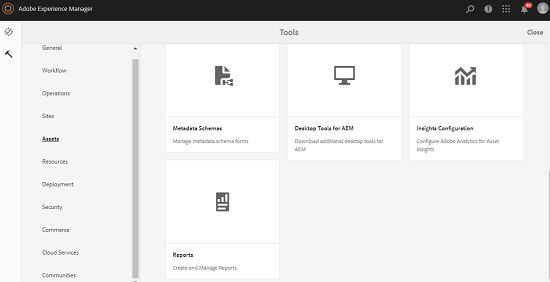 Adobe Experience Manager
40
Tools
Close
General
Workflow
Operations
Sites
Assets
Resources
Deployment
Security
Commerce
Cloud Services
Communities
Metadata Schemas
Manage metadata schema forms
Desktop Tools for AEM
Download additional desktop tools for
AEM
Insights Configuration
Configure Adobe Analytics for Asset
Insights
Reports
Create and Manage Reports